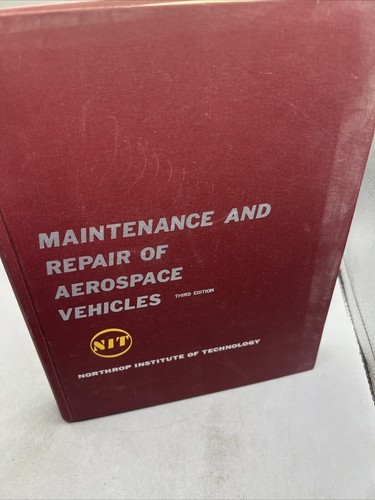 MAINTENANCE AND
REPAIR OF
AEROSPACE
VEHICLES THIRD EDITION
NIT
NORTHROP INSTITUTE OF TECHNOLOGY